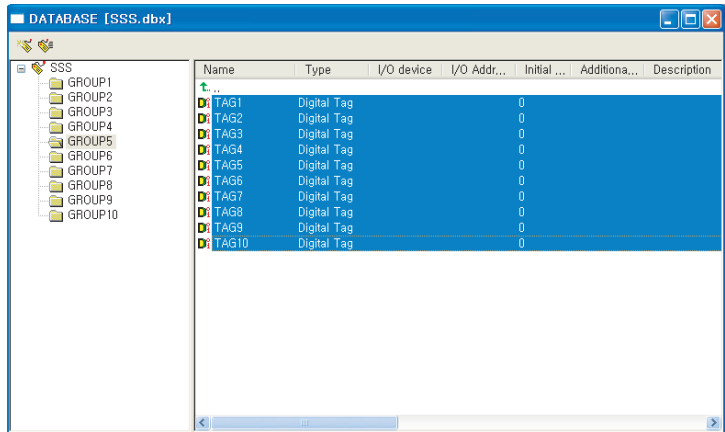 DATABASE [SSS.dbx]
SSS
GROUP1
GROUP2
GROUP3
GROUP4
GROUP5
GROUP6
GROUP7
GROUP8
GROUP9
GROUP10
Name Type I/O device I/O Addr... Initial ... Additiona... Description
..
TAG1 Digital Tag 0
TAG2 Digital Tag 0
TAG3 Digital Tag 0
TAG4 Digital Tag 0
TAG5 Digital Tag 0
TAG6 Digital Tag 0
TAG7 Digital Tag 0
TAG8 Digital Tag 0
TAG9 Digital Tag 0
TAG10 Digital Tag 0